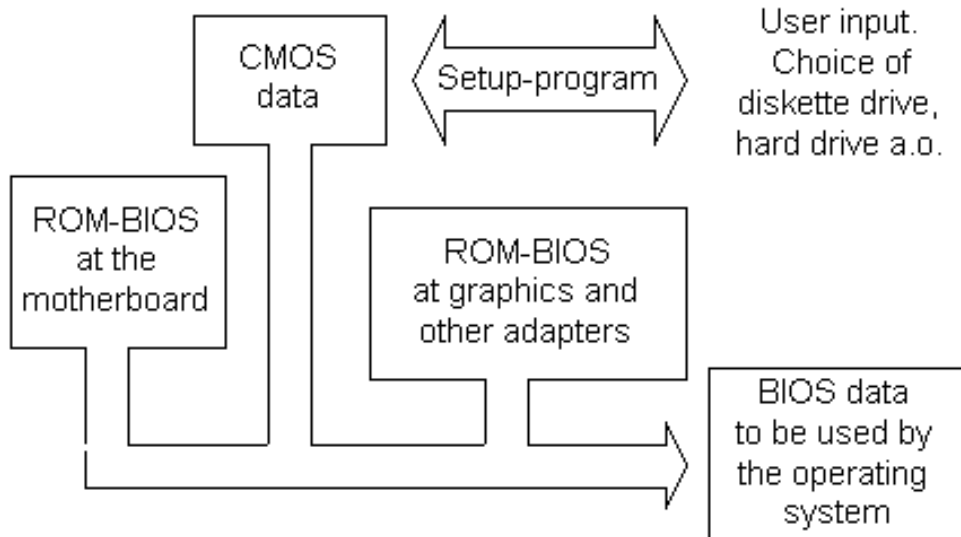 CMOS
data
Setup-program
User input.
Choice of
diskette drive,
hard drive a.o.
ROM-BIOS
at the
motherboard
ROM-BIOS
at graphics and
other adapters
BIOS data
to be used by
the operating
system